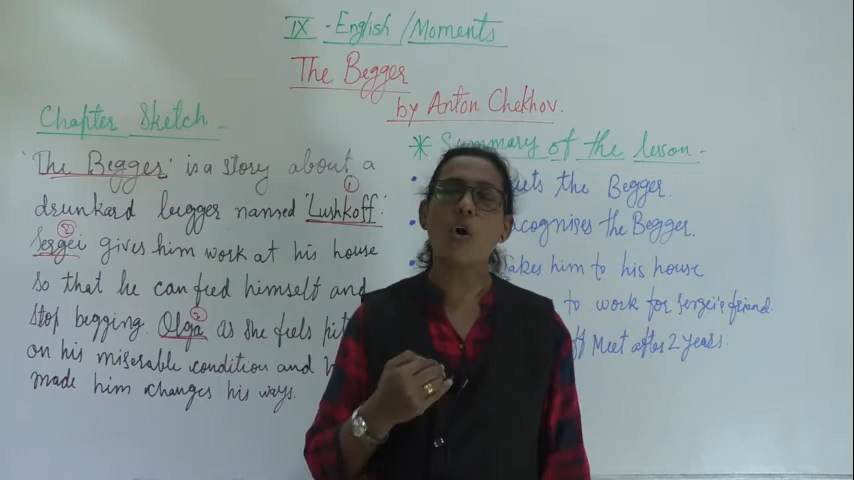 IX - English / Moments
The Begger
by Anton Chekhov.
Chapter Sketch -
'The Begger' is a story about a
drunkard begger named 'Lushkoff'. 1
Sergei gives him work at his house 2
so that he can feed himself and
stop begging Olga as she feels 3
on his miserable condition and
made him changes his ways.
* Summary of the lesson -
the Begger.
the Begger.
him to his house
to work for Sergei's friend.
Meet after 2 years.